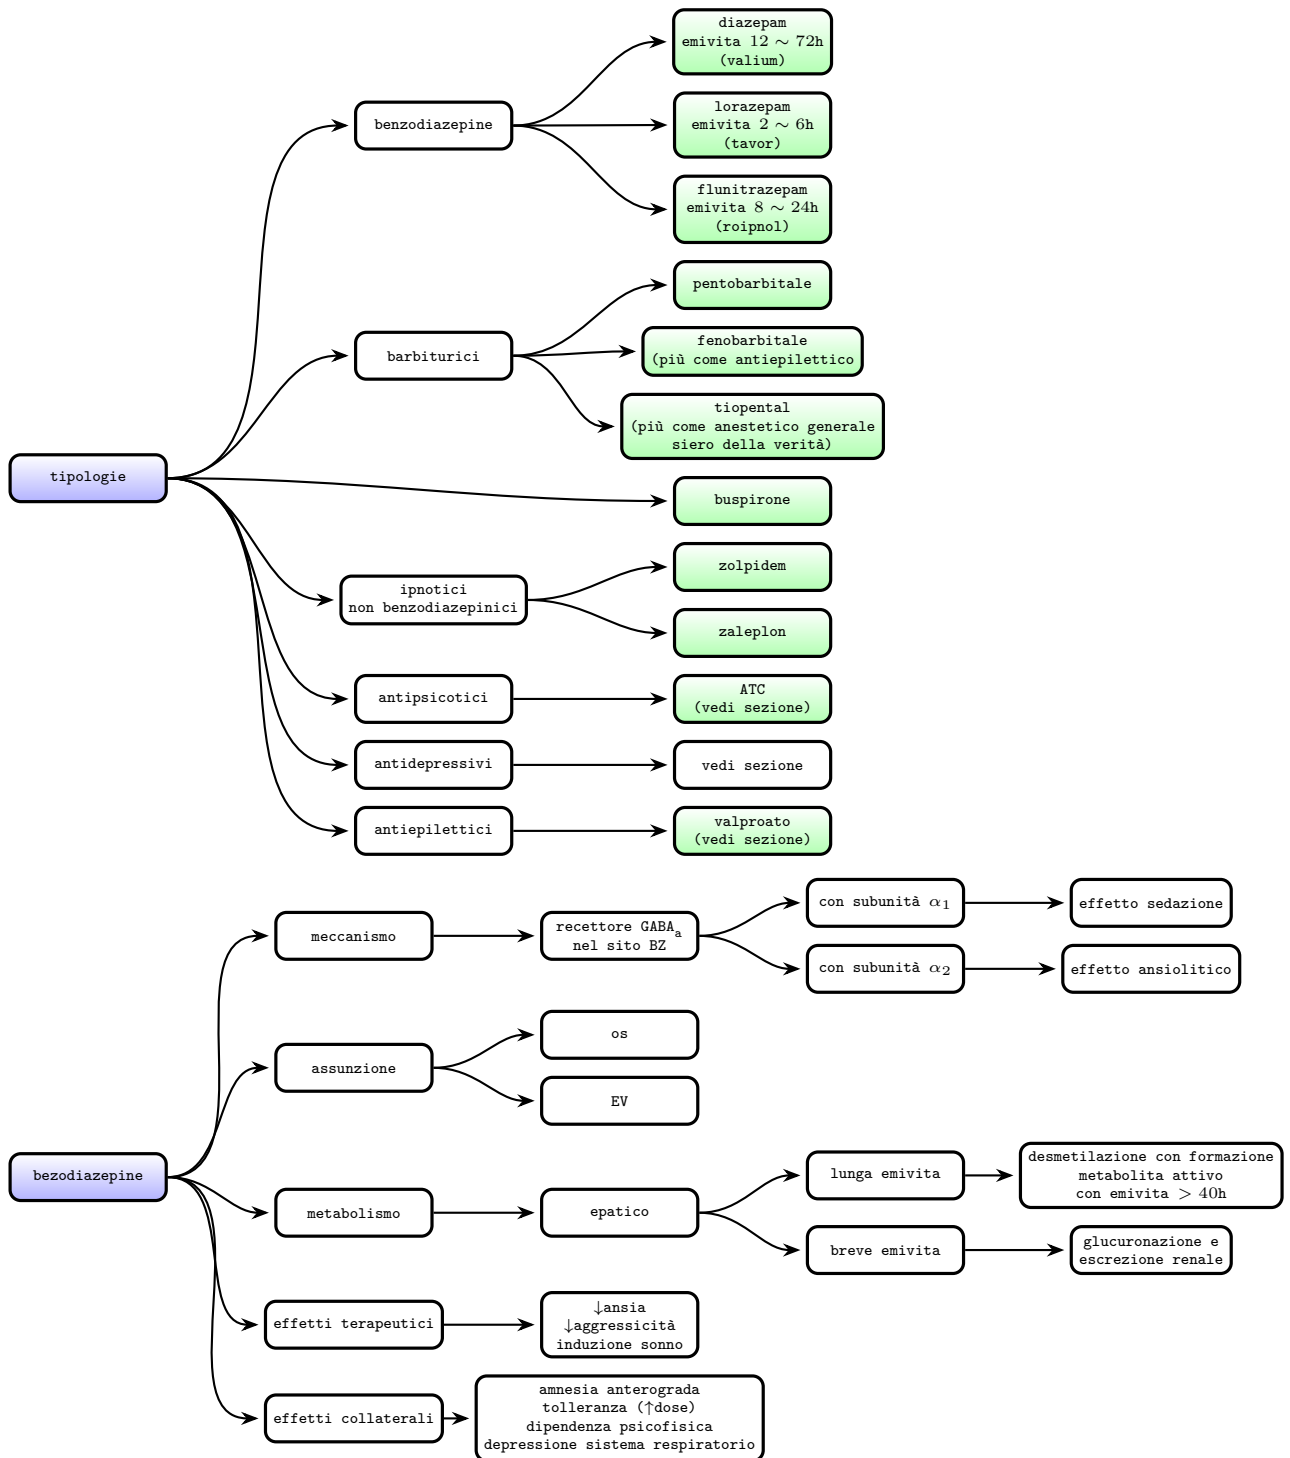 tipologie
benzodiazepine
diazepam
emivita 12 ∼ 72h
(valium)
lorazepam
emivita 2 ∼ 6h
(tavor)
flunitrazepam
emivita 8 ∼ 24h
(roipnol)
barbiturici
pentobarbitale
fenobarbitale
(più come antiepilettico
tiopental
(più come anestetico generale
siero della verità)
buspirone
ipnotici
non benzodiazepinici
zolpidem
zaleplon
antipsicotici
ATC
(vedi sezione)
antidepressivi
vedi sezione
antiepilettici
valproato
(vedi sezione)
bezodiazepine
meccanismo
recettore GABAₐ
nel sito BZ
con subunità α₁
effetto sedazione
con subunità α₂
effetto ansiolitico
assunzione
os
EV
metabolismo
epatico
lunga emivita
desmetilazione con formazione
metabolita attivo
con emivita > 40h
breve emivita
glucuronazione e
escrezione renale
effetti terapeutici
↓ansia
↓aggressicità
induzione sonno
effetti collaterali
amnesia anterograda
tolleranza (↑dose)
dipendenza psicofisica
depressione sistema respiratorio